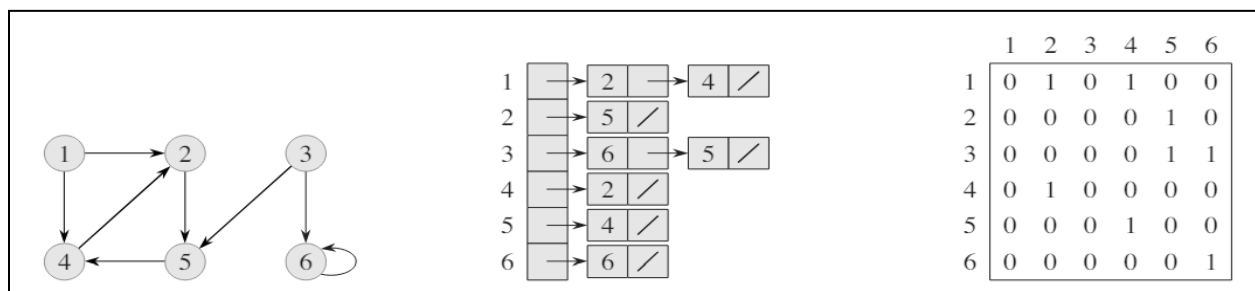 1 2 3
4 5 6
1 2 4 /
2 5 /
3 6 5 /
4 2 /
5 4 /
6 6 /
1 2 3 4 5 6
1 0 1 0 1 0 0
2 0 0 0 0 1 0
3 0 0 0 0 1 1
4 0 1 0 0 0 0
5 0 0 0 1 0 0
6 0 0 0 0 0 1